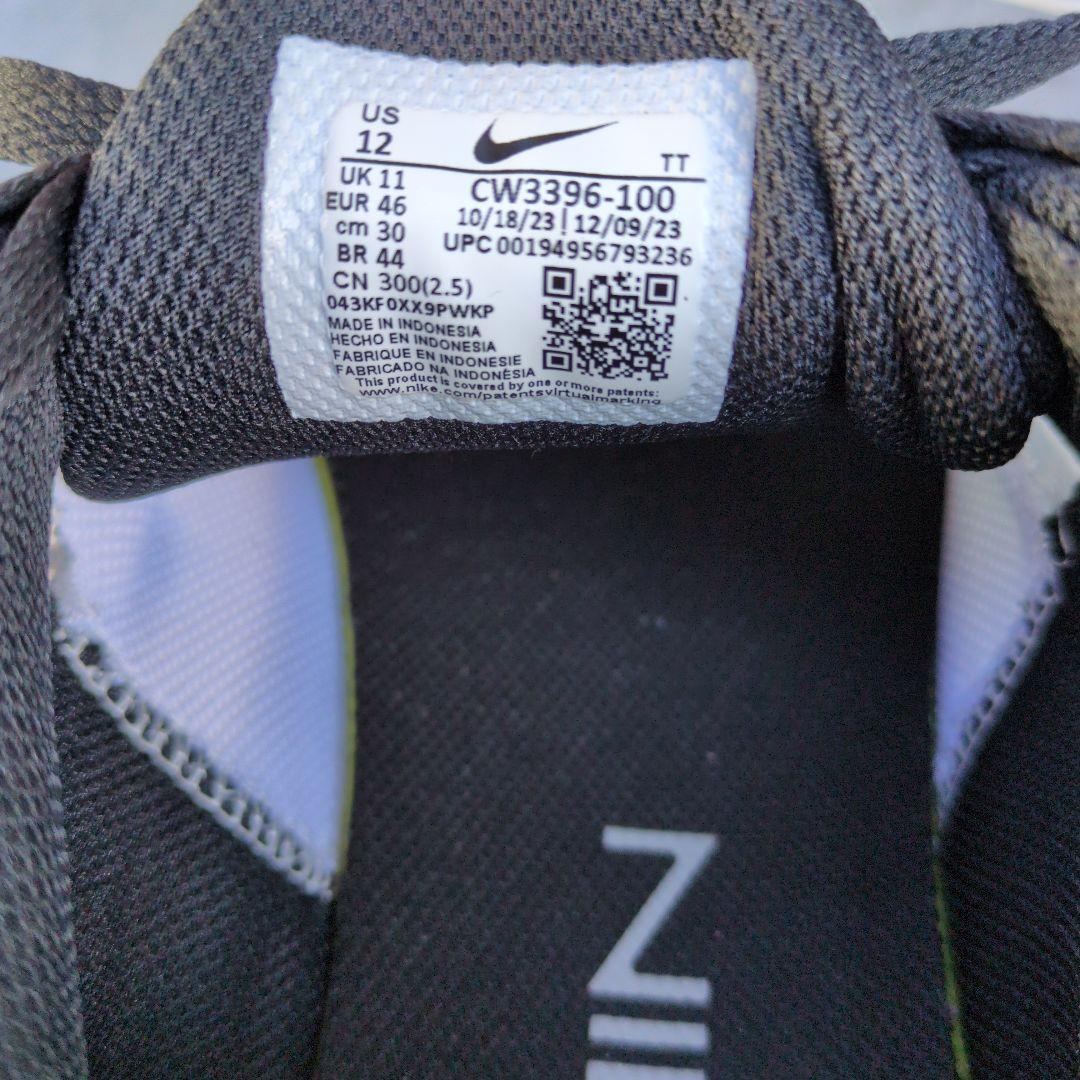 US
12
TT
UK 11
EUR 46
cm 30
BR 44
CN 300(2.5)
CW3396-100
10/18/23 | 12/09/23
UPC 00194956793236
043KF0XX9PWKP
MADE IN INDONESIA
HECHO EN INDONESIA
FABRIQUE EN INDONESIE
FABRICADO NA INDONÉSIA
This product is covered by one or more patents:
www.nike.com/patentsvirtualmarking